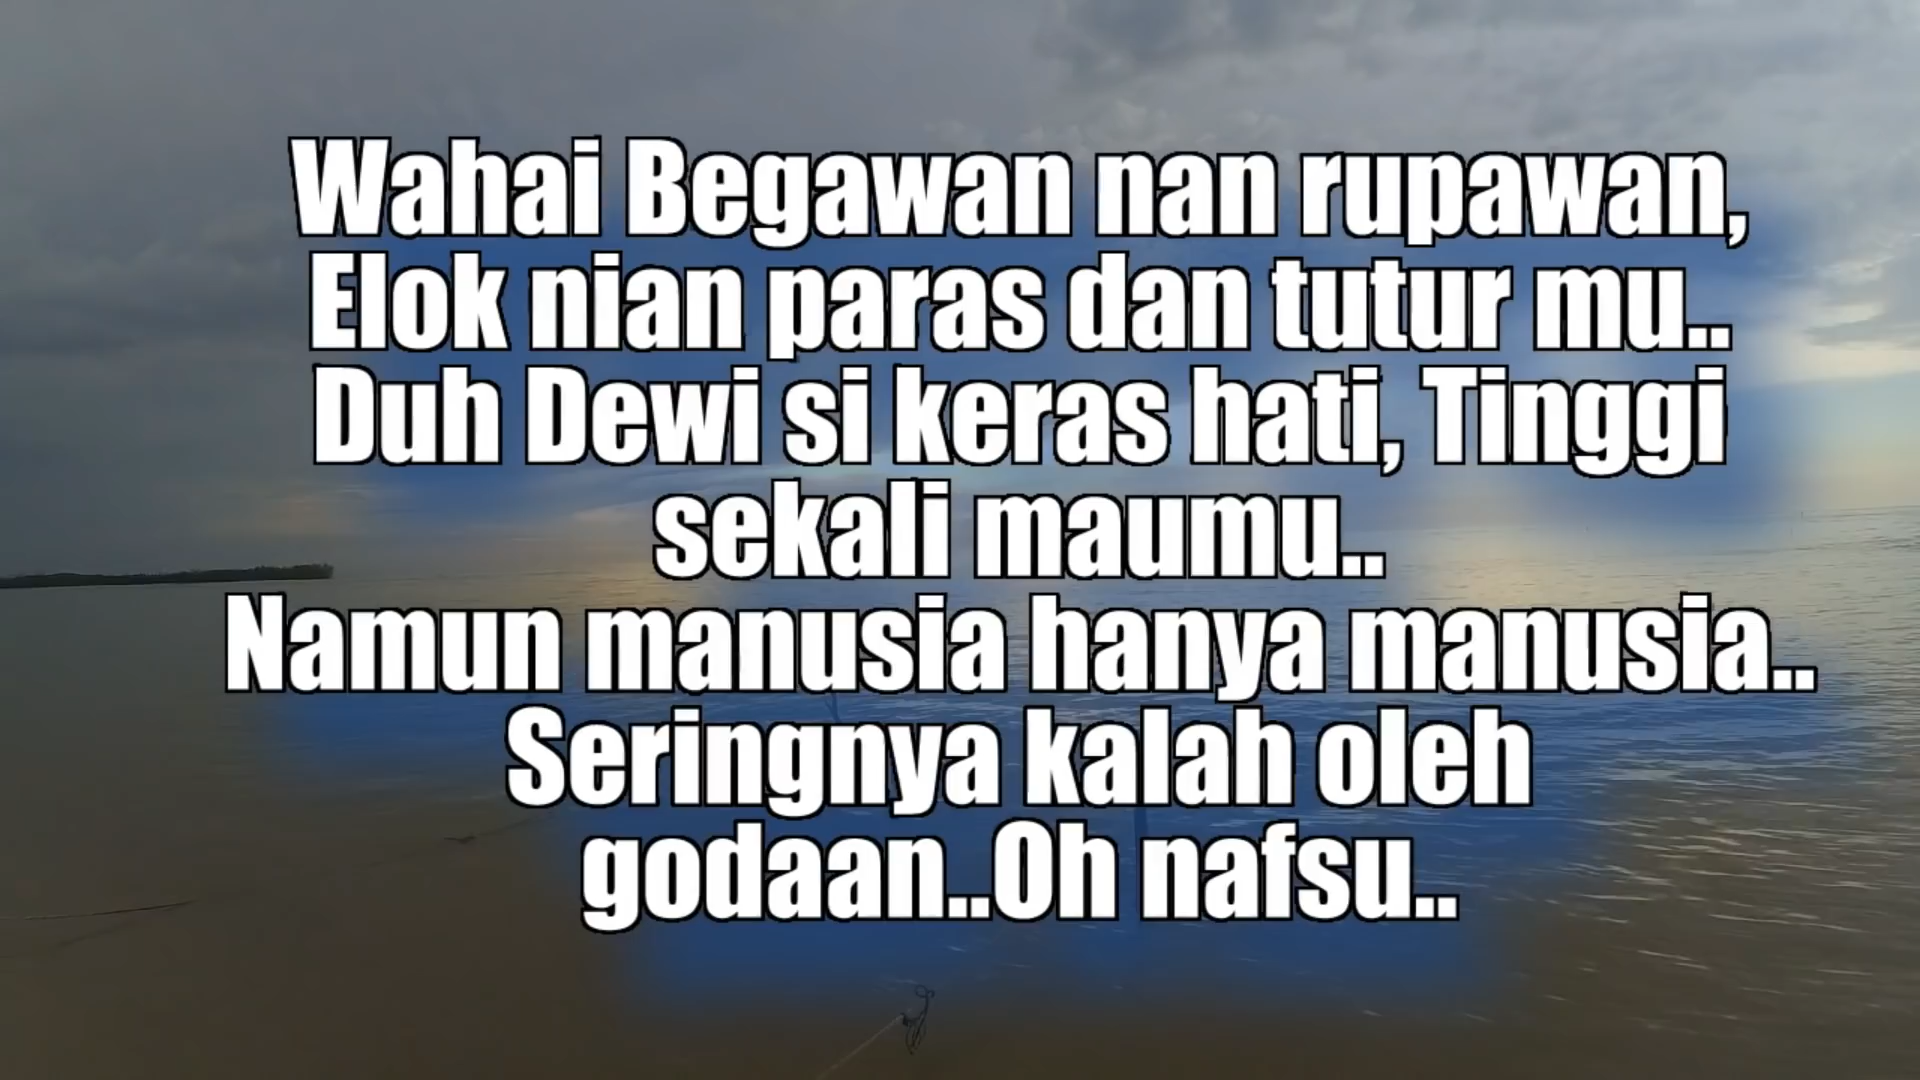 Wahai Begawan nan rupawan,
Elok nian paras dan tutur mu..
Duh Dewi si keras hati, Tinggi
sekali maumu..
Namun manusia hanya manusia..
Seringnya kalah oleh
godaan..Oh nafsu..